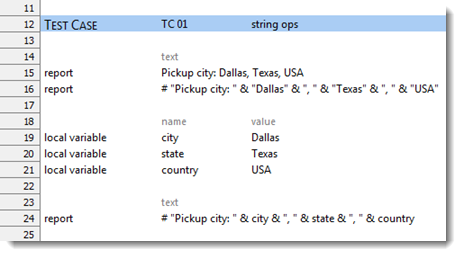 11
12 TEST CASE TC 01 string ops
13
14 text
15 report Pickup city: Dallas, Texas, USA
16 report # "Pickup city: " & "Dallas" & ", " & "Texas" & ", " & "USA"
17
18 name value
19 local variable city Dallas
20 local variable state Texas
21 local variable country USA
22
23 text
24 report # "Pickup city: " & city & ", " & state & ", " & country
25